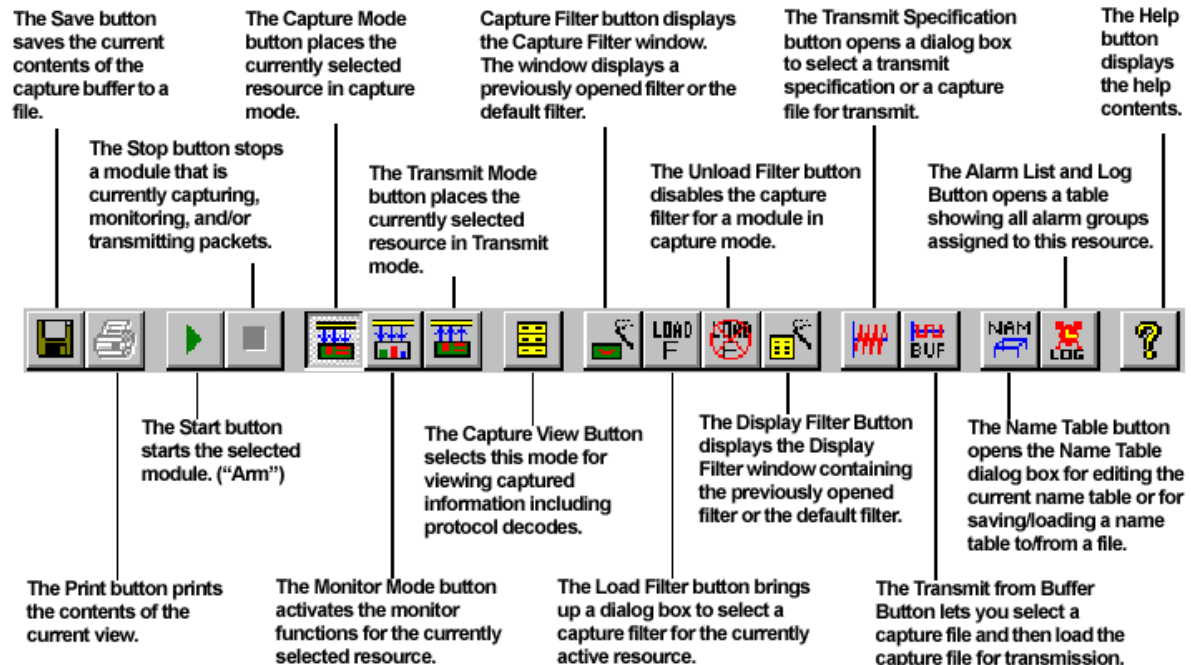 The Save button
saves the current
contents of the
capture buffer to a
file.
The Capture Mode
button places the
currently selected
resource in capture
mode.
Capture Filter button displays
the Capture Filter window.
The window displays a
previously opened filter or the
default filter.
The Transmit Specification
button opens a dialog box
to select a transmit
specification or a capture
file for transmit.
The Help
button
displays
the help
contents.
The Stop button stops
a module that is
currently capturing,
monitoring, and/or
transmitting packets.
The Transmit Mode
button places the
currently selected
resource in Transmit
mode.
The Unload Filter button
disables the capture
filter for a module in
capture mode.
The Alarm List and Log
Button opens a table
showing all alarm groups
assigned to this resource.
LOAD
F
LOAD
F
BUF
NAM
LOG
?
The Start button
starts the selected
module. (“Arm”)
The Capture View Button
selects this mode for
viewing captured
information including
protocol decodes.
The Display Filter Button
displays the Display
Filter window containing
the previously opened
filter or the default filter.
The Name Table button
opens the Name Table
dialog box for editing the
current name table or for
saving/loading a name
table to/from a file.
The Print button prints
the contents of the
current view.
The Monitor Mode button
activates the monitor
functions for the currently
selected resource.
The Load Filter button brings
up a dialog box to select a
capture filter for the currently
active resource.
The Transmit from Buffer
Button lets you select a
capture file and then load the
capture file for transmission.